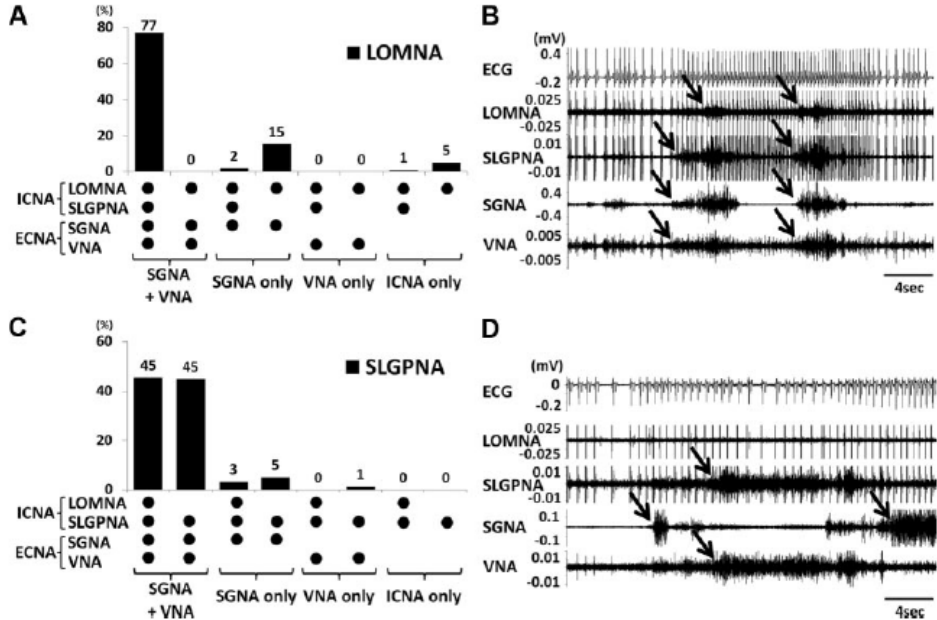 A
(%)
80
60
40
20
0
77
0
2
15
0
0
1
5
LOMNA
ICNA
LOMNA
SLGPNA
ECNA
SGNA
VNA
SGNA + VNA
SGNA only
VNA only
ICNA only
B
(mV)
ECG
0.4
-0.2
LOMNA
0.025
-0.025
SLGPNA
0.01
-0.01
SGNA
0.4
-0.4
VNA
0.005
-0.005
4sec
C
(%)
60
40
20
0
45
45
3
5
0
1
0
0
SLGPNA
ICNA
LOMNA
SLGPNA
ECNA
SGNA
VNA
SGNA + VNA
SGNA only
VNA only
ICNA only
D
(mV)
ECG
0
-0.2
LOMNA
0.025
-0.025
SLGPNA
0.01
-0.01
SGNA
0.1
-0.1
VNA
0.01
-0.01
4sec